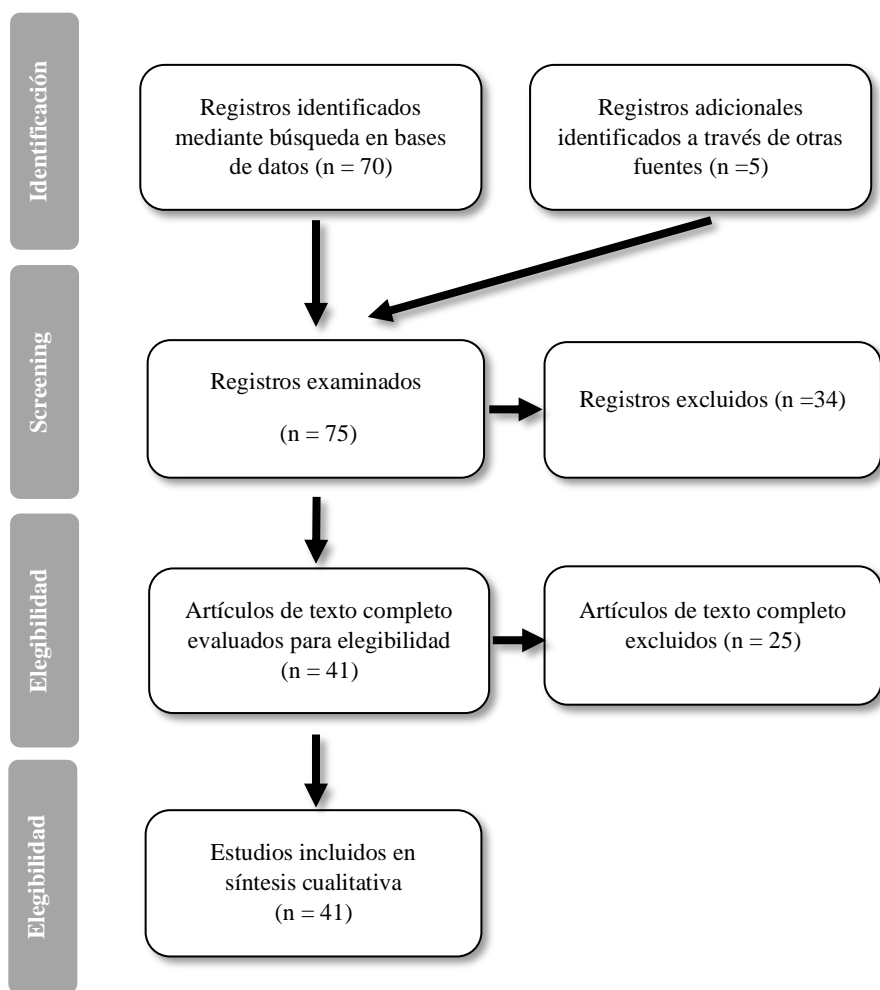 Identificación
Registros identificados
mediante búsqueda en bases
de datos (n = 70)
Registros adicionales
identificados a través de otras
fuentes (n =5)
Screening
Registros examinados
(n = 75)
Registros excluidos (n =34)
Elegibilidad
Artículos de texto completo
evaluados para elegibilidad
(n = 41)
Artículos de texto completo
excluidos (n = 25)
Elegibilidad
Estudios incluidos en
síntesis cualitativa
(n = 41)